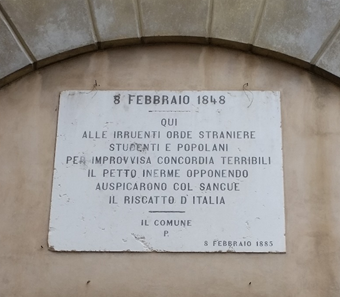 8 FEBBRAIO 1848
QUI
ALLE IRRUENTI ORDE STRANIERE
STUDENTI E POPOLANI
PER IMPROVVISA CONCORDIA TERRIBILI
IL PETTO INERME OPPONENDO
AUSPICARONO COL SANGUE
IL RISCATTO D'ITALIA
IL COMUNE
P.
8 FEBBRAIO 1885